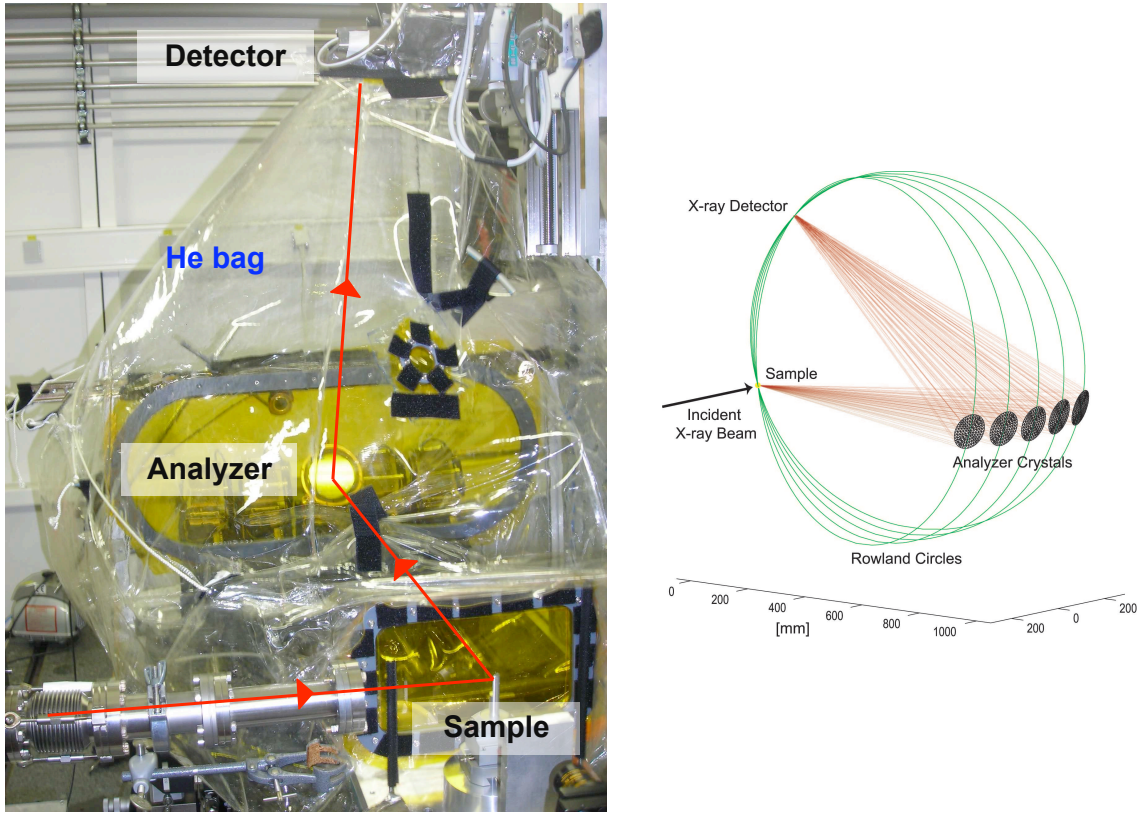 Detector
He bag
Analyzer
Sample
X-ray Detector
Sample
Incident
X-ray Beam
Analyzer Crystals
Rowland Circles
0
200
400
600
800
1000
[mm]
200
0
200